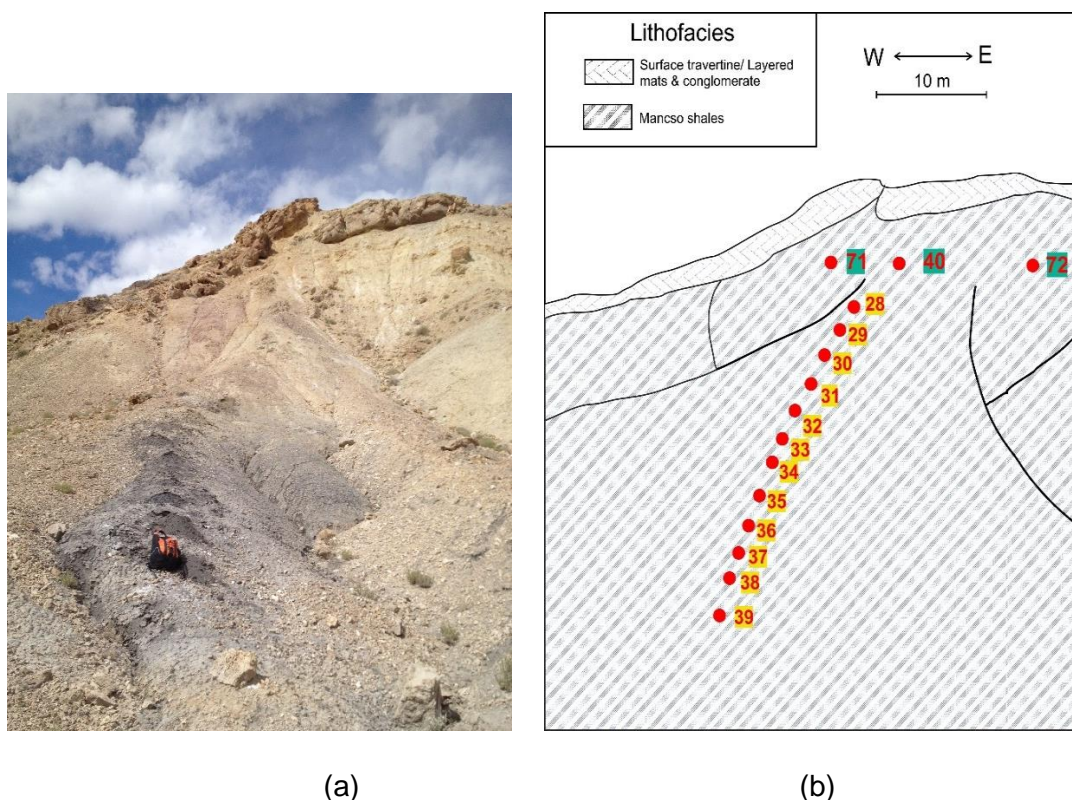 Lithofacies
Surface travertine/ Layered
mats & conglomerate
Mancso shales
W E
10 m
71 40 72
28
29
30
31
32
33
34
35
36
37
38
39
(a) (b)